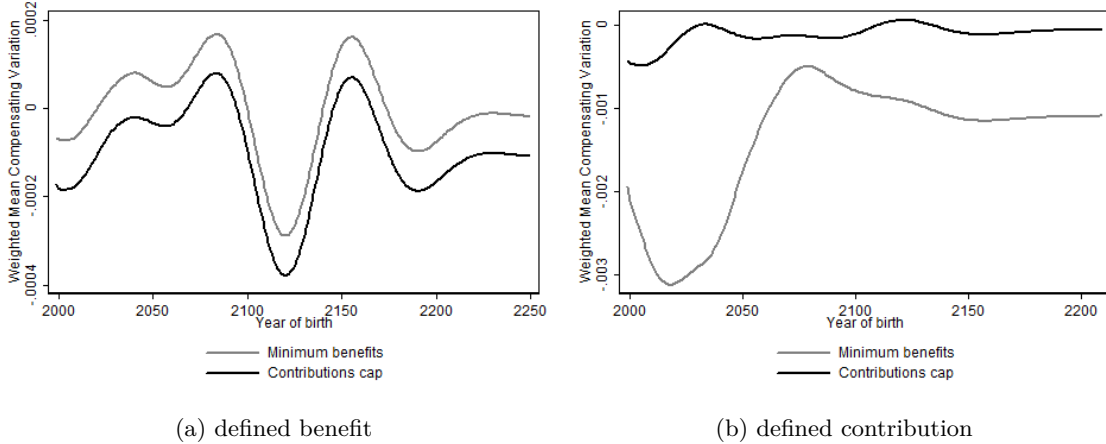 Weighted Mean Compensating Variation
.0002
0
-.0002
-.0004
2000 2050 2100 2150 2200 2250
Year of birth
Minimum benefits
Contributions cap
(a) defined benefit
Weighted Mean Compensating Variation
0
-.001
-.002
-.003
2000 2050 2100 2150 2200
Year of birth
Minimum benefits
Contributions cap
(b) defined contribution